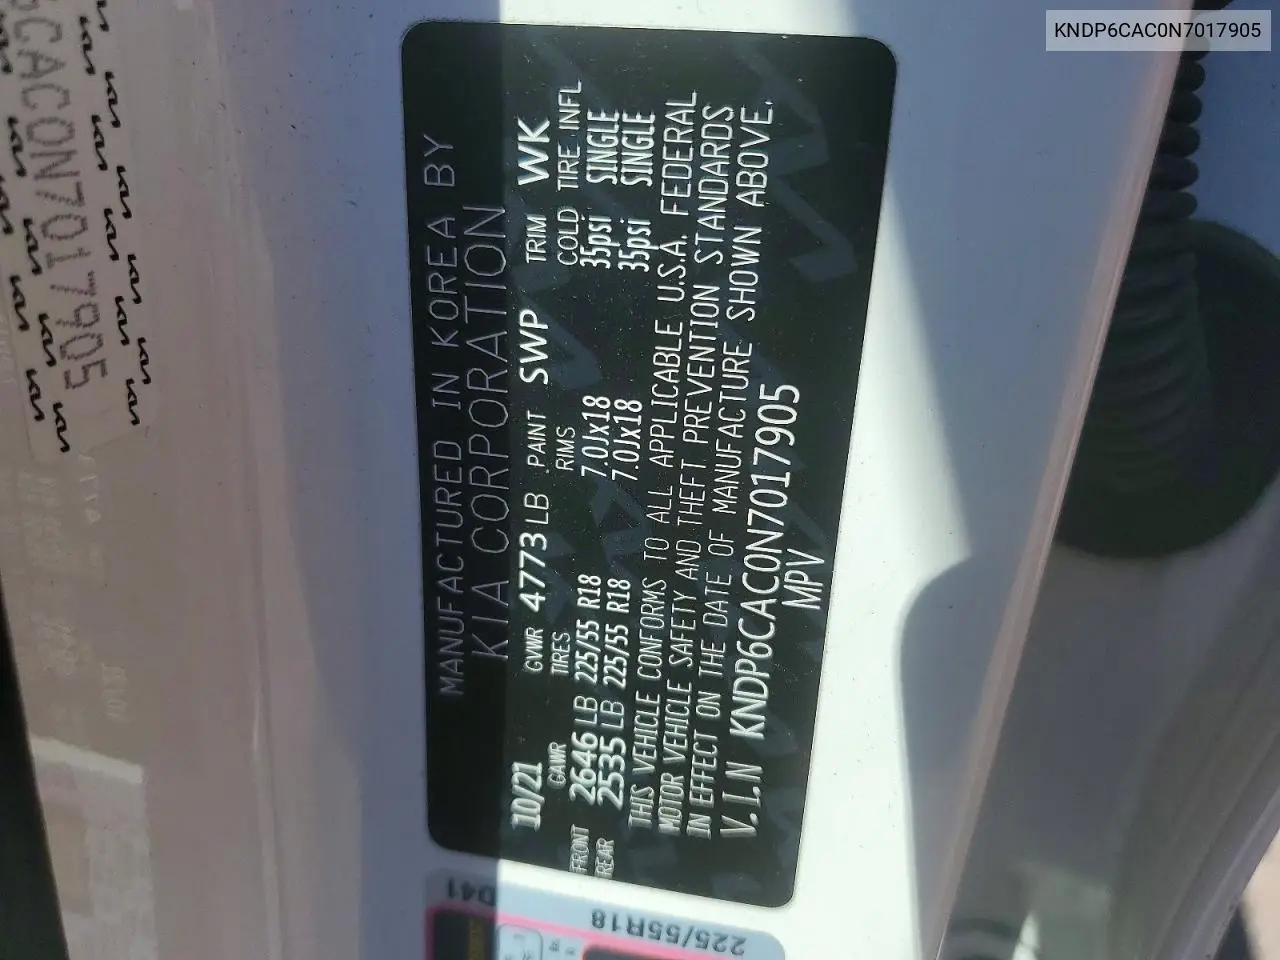 KNDP6CAC0N7017905
MANUFACTURED IN KOREA BY
KIA CORPORATION
10/21 GVWR 4773 LB PAINT SWP TRIM WK
GAWR TIRES RIMS COLD TIRE INFL
FRONT 2646 LB 225/55 R18 7.0Jx18 35psi SINGLE
REAR 2535 LB 225/55 R18 7.0Jx18 35psi SINGLE
THIS VEHICLE CONFORMS TO ALL APPLICABLE U.S.A. FEDERAL
MOTOR VEHICLE SAFETY AND THEFT PREVENTION STANDARDS
IN EFFECT ON THE DATE OF MANUFACTURE SHOWN ABOVE.
V.I.N KNDP6CAC0N7017905
MPV
6CAC0N7017905
D41
225/55R18